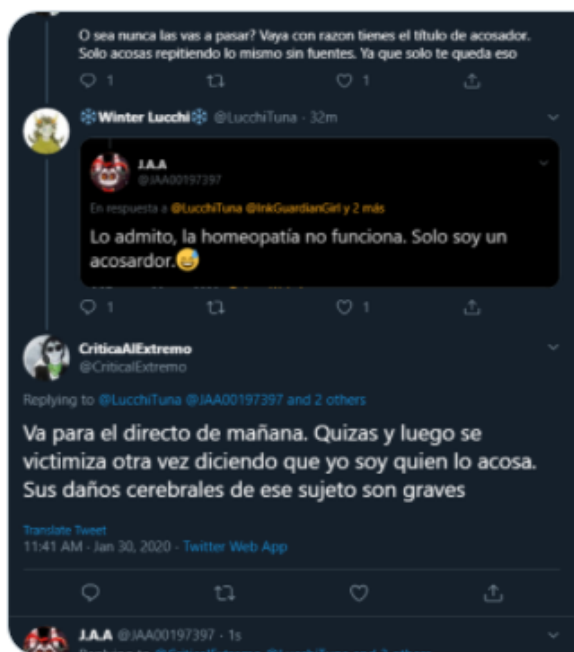 O sea nunca las vas a pasar? Vaya con razon tienes el título de acosador.
Solo acosas repitiendo lo mismo sin fuentes. Ya que solo te queda eso
1 1
❄Winter Lucchi❄ @LucchiTuna · 32m
J.A.A
@JAA00197397
En respuesta a @LucchiTuna @InkGuardianGirl y 2 más
Lo admito, la homeopatía no funciona. Solo soy un
acosardor.😅
1 1
CriticaAlExtremo
@CriticalExtremo
Replying to @LucchiTuna @JAA00197397 and 2 others
Va para el directo de mañana. Quizas y luego se
victimiza otra vez diciendo que yo soy quien lo acosa.
Sus daños cerebrales de ese sujeto son graves
Translate Tweet
11:41 AM · Jan 30, 2020 · Twitter Web App
J.A.A @JAA00197397 · 1s